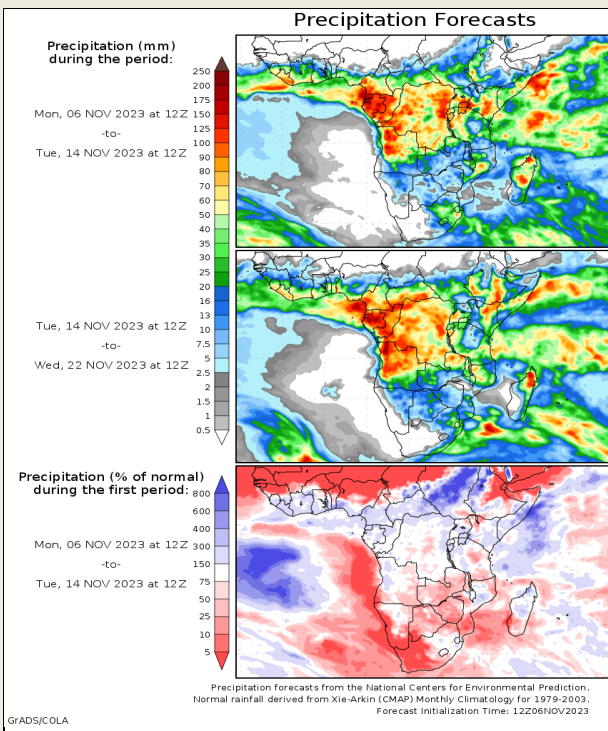 Precipitation Forecasts
Precipitation (mm)
during the period:
Mon, 06 NOV 2023 at 12Z
-to-
Tue, 14 NOV 2023 at 12Z
250
200
175
150
125
100
90
80
70
60
50
40
35
30
25
20
16
13
10
7.5
5
2.5
2
1.5
1
0.5
Tue, 14 NOV 2023 at 12Z
-to-
Wed, 22 NOV 2023 at 12Z
Precipitation (% of normal)
during the first period:
Mon, 06 NOV 2023 at 12Z
-to-
Tue, 14 NOV 2023 at 12Z
800
600
400
300
150
75
50
25
10
5
Precipitation forecasts from the National Centers for Environmental Prediction.
Normal rainfall derived from Xie-Arkin (CMAP) Monthly Climatology for 1979-2003.
Forecast Initialization Time: 12Z06NOV2023
GrADS/COLA